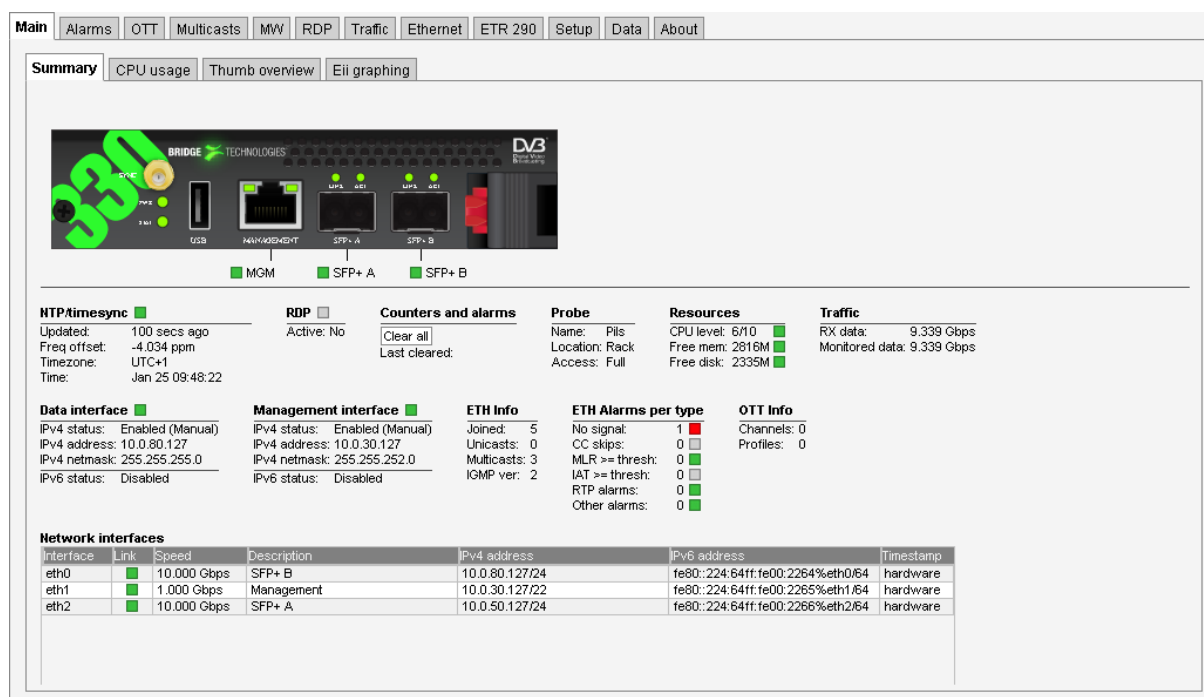 Main Alarms OTT Multicasts MW RDP Traffic Ethernet ETR 290 Setup Data About
Summary CPU usage Thumb overview Eii graphing
330
BRIDGE TECHNOLOGIES
DVB
Digital Video
Broadcasting
SYNC
USB MANAGEMENT SFP+ A SFP+ B
MGM SFP+ A SFP+ B
NTP/timesync RDP Counters and alarms Probe Resources Traffic
Updated: 100 secs ago Active: No Clear all Name: Pils CPU level: 6/10 RX data: 9.339 Gbps
Freq offset: -4.034 ppm Last cleared: Location: Rack Free mem: 2816M Monitored data: 9.339 Gbps
Timezone: UTC+1 Access: Full Free disk: 2335M
Time: Jan 25 09:48:22
Data interface Management interface ETH Info ETH Alarms per type OTT Info
IPv4 status: Enabled (Manual) IPv4 status: Enabled (Manual) Joined: 5 No signal: 1 Channels: 0
IPv4 address: 10.0.80.127 IPv4 address: 10.0.30.127 Unicasts: 0 CC skips: 0 Profiles: 0
IPv4 netmask: 255.255.255.0 IPv4 netmask: 255.255.252.0 Multicasts: 3 MLR >= thresh: 0
IPv6 status: Disabled IPv6 status: Disabled IGMP ver: 2 IAT >= thresh: 0
RTP alarms: 0
Other alarms: 0
Network interfaces
Interface Link Speed Description IPv4 address IPv6 address Timestamp
eth0 10.000 Gbps SFP+ B 10.0.80.127/24 fe80::224:64ff:fe00:2264%eth0/64 hardware
eth1 1.000 Gbps Management 10.0.30.127/22 fe80::224:64ff:fe00:2265%eth1/64 hardware
eth2 10.000 Gbps SFP+ A 10.0.50.127/24 fe80::224:64ff:fe00:2266%eth2/64 hardware